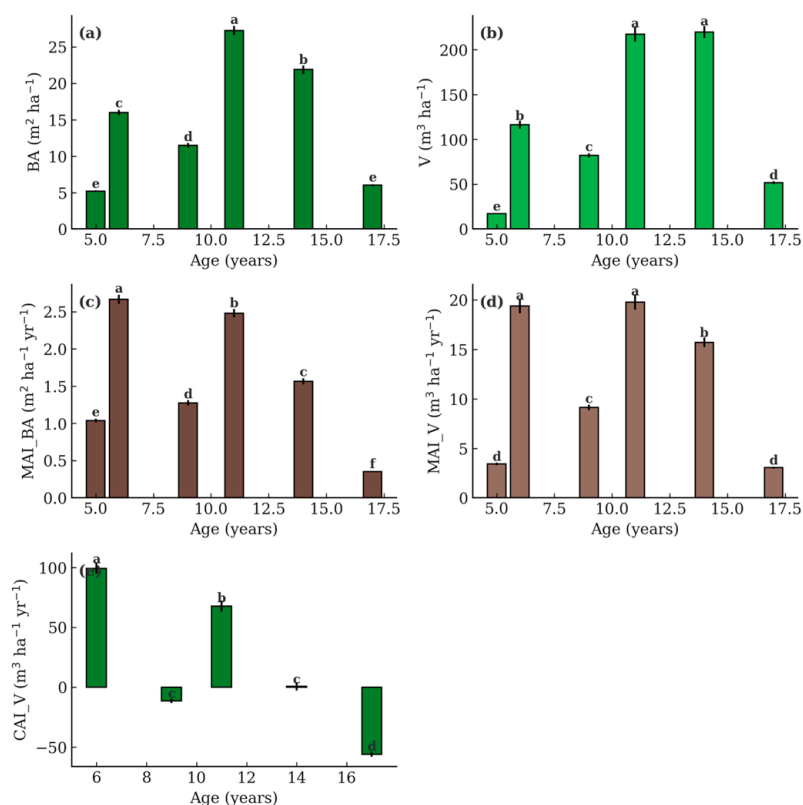 (a)
BA (m² ha⁻¹)
25
20
15
10
5
0
e
c
d
a
b
e
5.0 7.5 10.0 12.5 15.0 17.5
Age (years)
(b)
V (m³ ha⁻¹)
200
150
100
50
0
e
b
c
a
a
d
5.0 7.5 10.0 12.5 15.0 17.5
Age (years)
(c)
MAI_BA (m² ha⁻¹ yr⁻¹)
2.5
2.0
1.5
1.0
0.5
0.0
e
a
d
b
c
f
5.0 7.5 10.0 12.5 15.0 17.5
Age (years)
(d)
MAI_V (m³ ha⁻¹ yr⁻¹)
20
15
10
5
0
d
a
c
a
b
d
5.0 7.5 10.0 12.5 15.0 17.5
Age (years)
CAI_V (m³ ha⁻¹ yr⁻¹)
100
50
0
−50
a
c
b
c
d
6 8 10 12 14 16
Age (years)